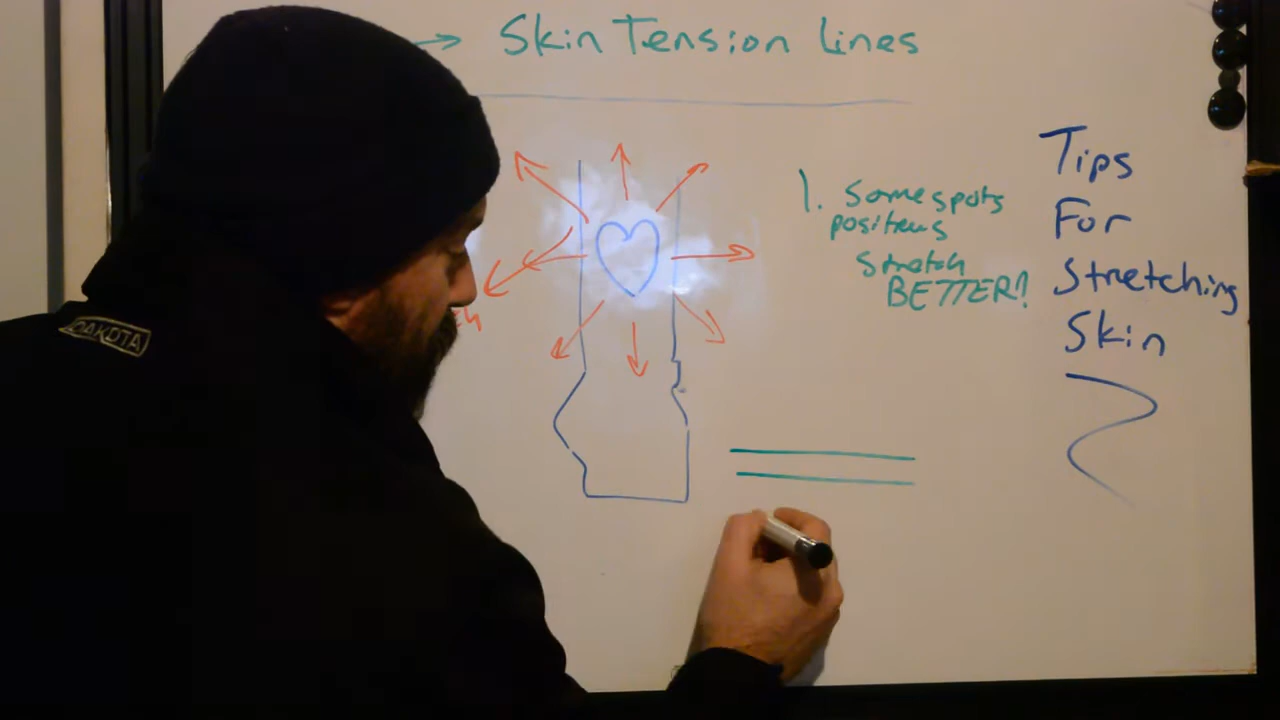 Skin Tension Lines
1. Some spots
positions
stretch
BETTER!
Tips
For
Stretching
Skin
DAKOTA